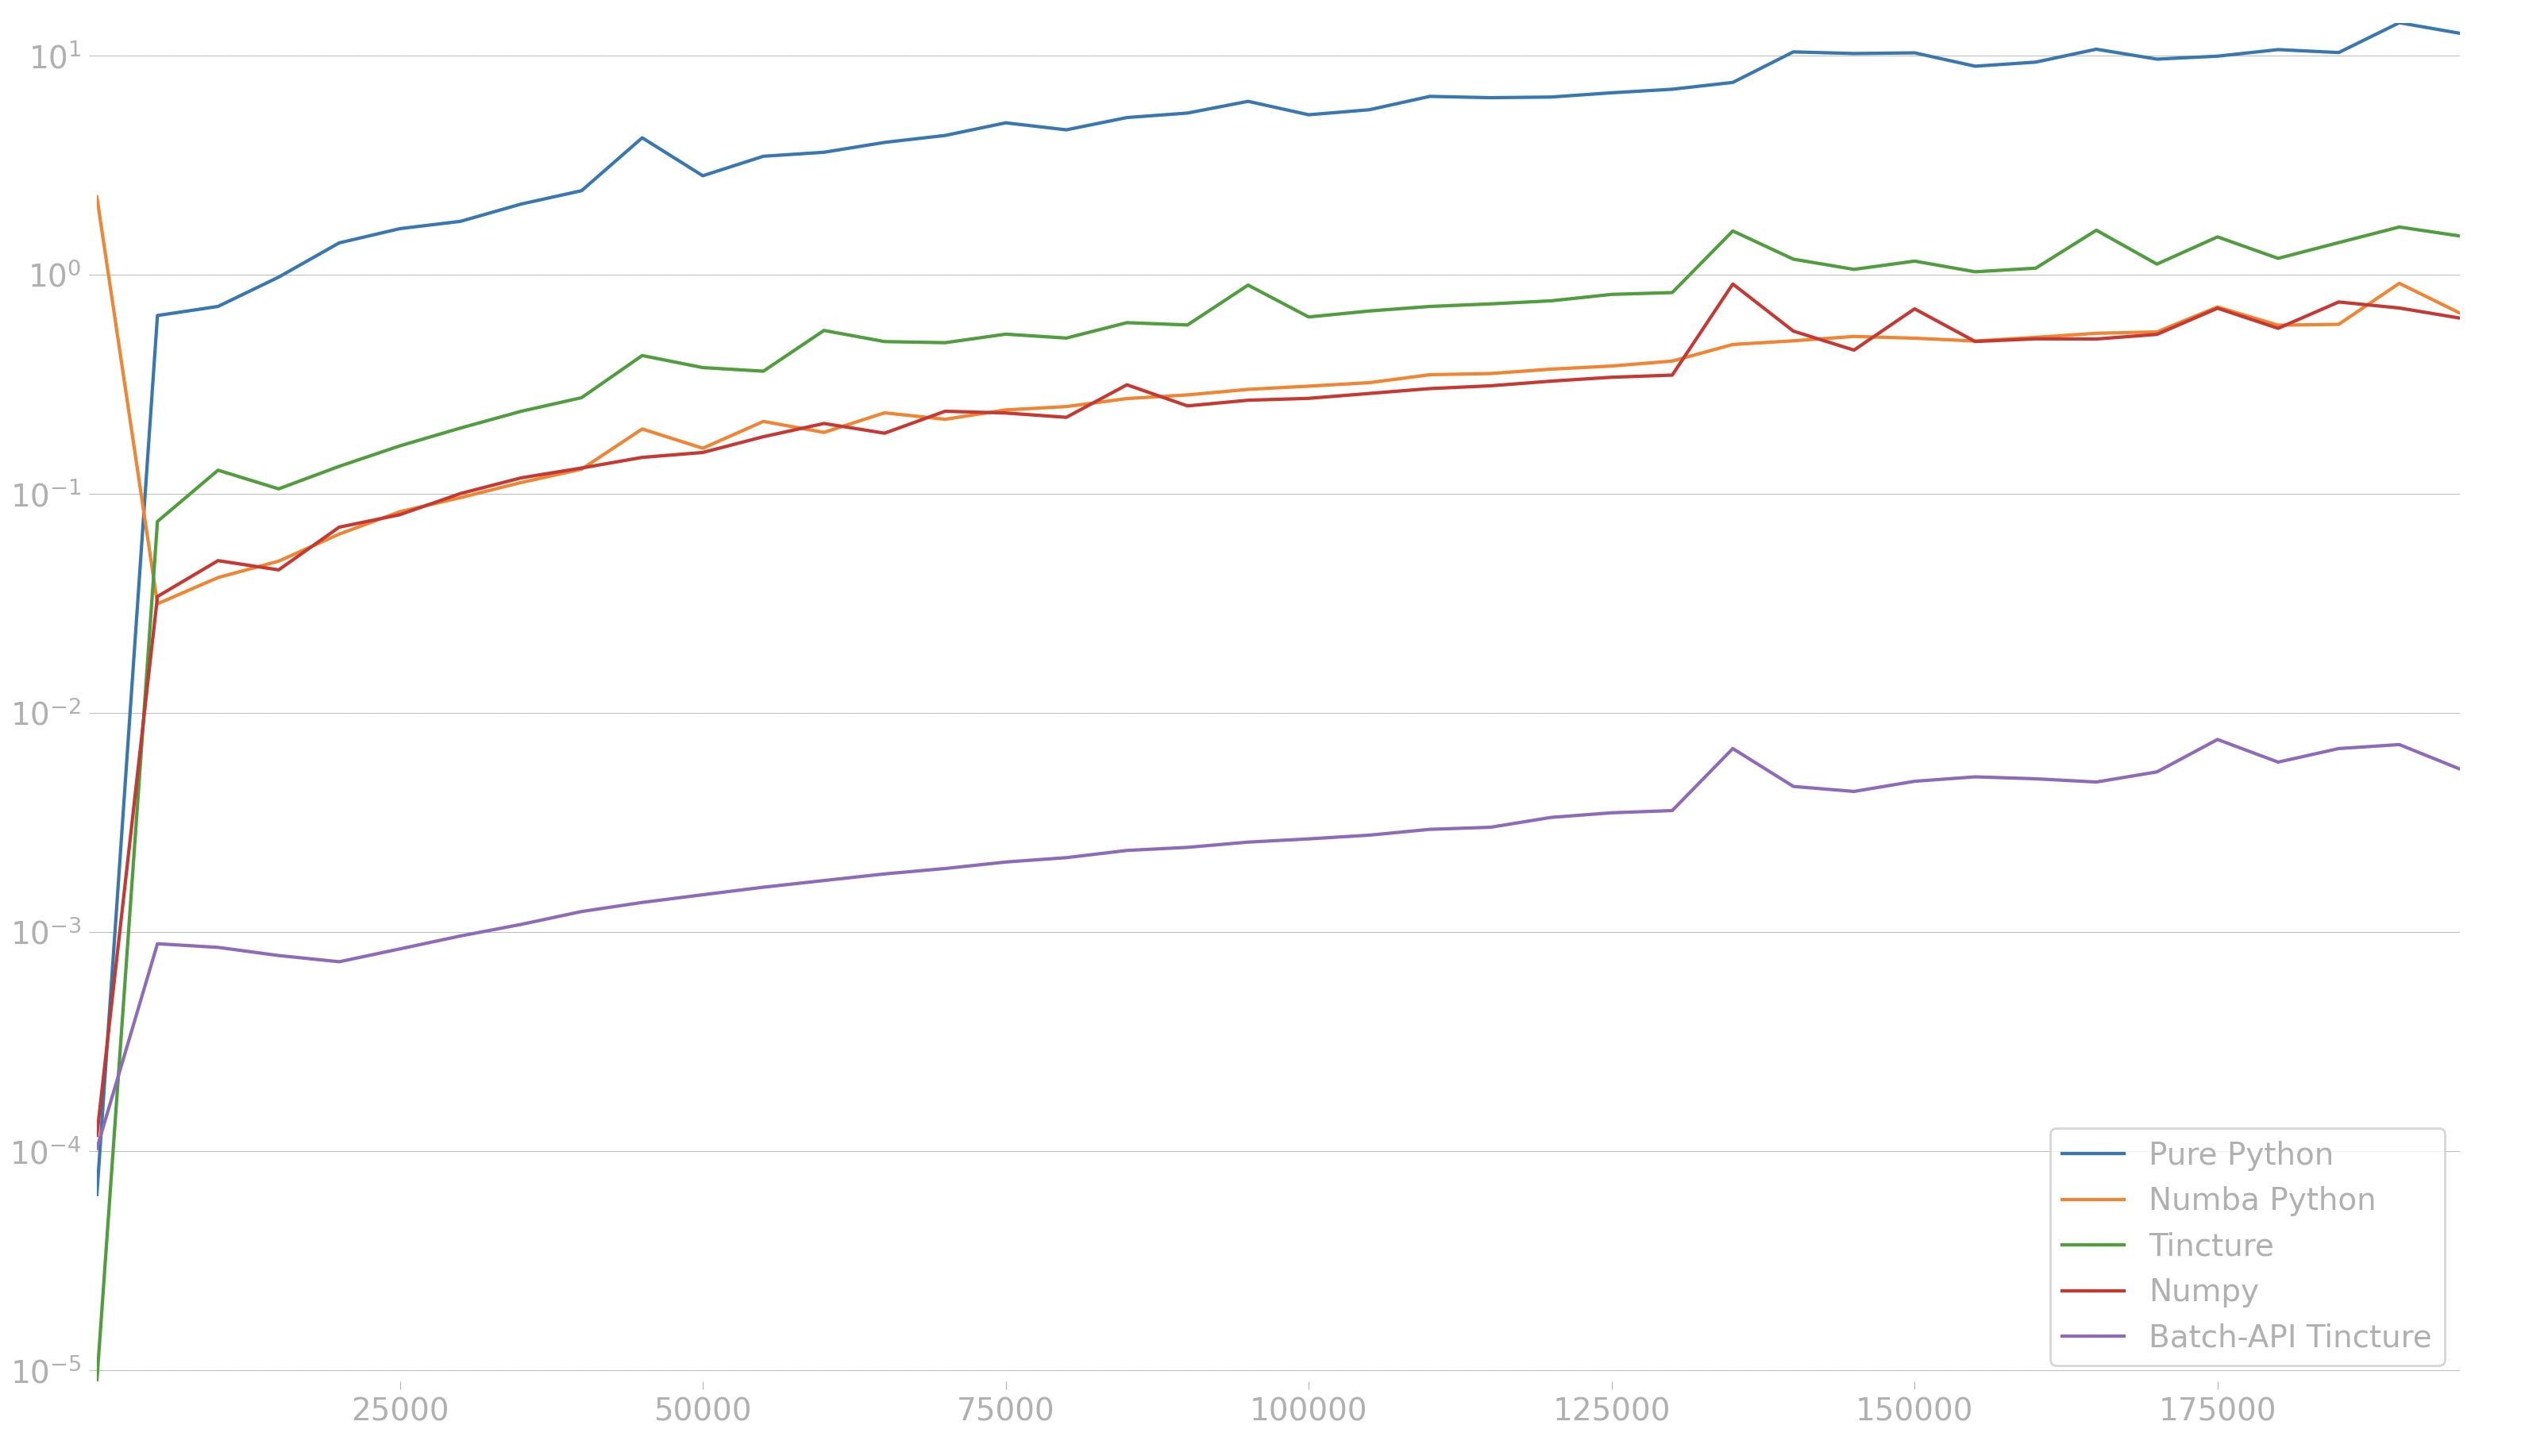 10¹
10⁰
10⁻¹
10⁻²
10⁻³
10⁻⁴
10⁻⁵
25000 50000 75000 100000 125000 150000 175000
Pure Python
Numba Python
Tincture
Numpy
Batch-API Tincture